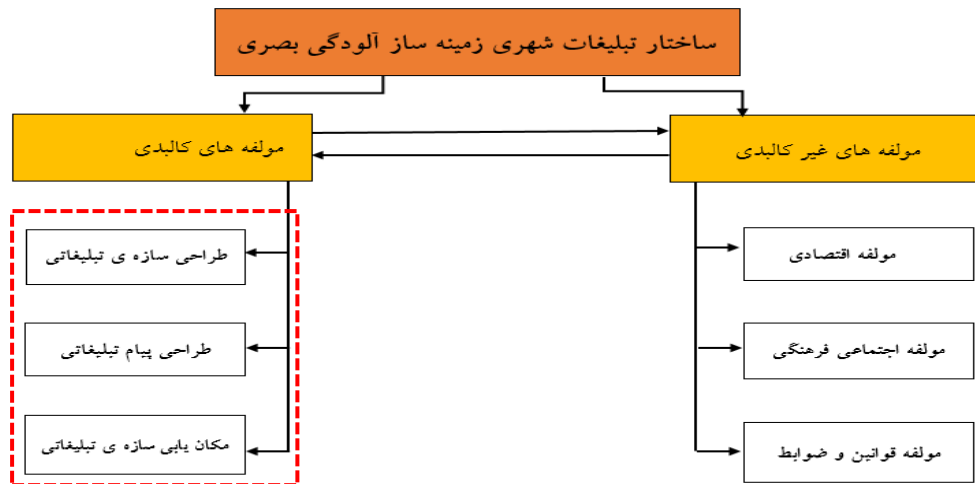 ساختار تبلیغات شهری زمینه ساز آلودگی بصری
مولفه های غیر کالبدی
مولفه های کالبدی
مولفه اقتصادی
مولفه اجتماعی فرهنگی
مولفه قوانین و ضوابط
طراحی سازه ی تبلیغاتی
طراحی پیام تبلیغاتی
مکان یابی سازه ی تبلیغاتی